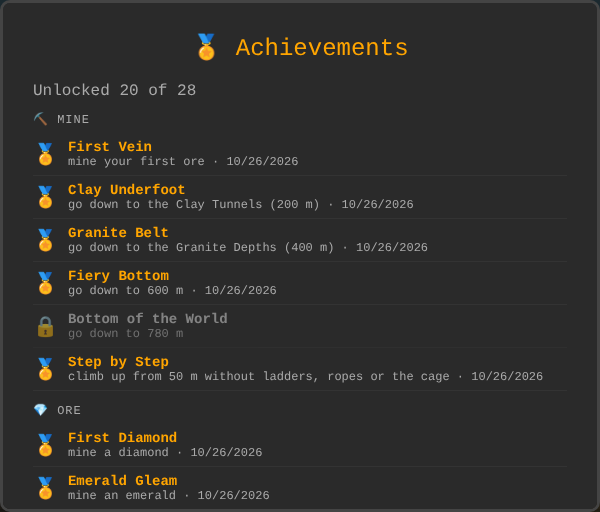 Achievements
Unlocked 20 of 28
MINE
First Vein
mine your first ore · 10/26/2026
Clay Underfoot
go down to the Clay Tunnels (200 m) · 10/26/2026
Granite Belt
go down to the Granite Depths (400 m) · 10/26/2026
Fiery Bottom
go down to 600 m · 10/26/2026
Bottom of the World
go down to 780 m
Step by Step
climb up from 50 m without ladders, ropes or the cage · 10/26/2026
ORE
First Diamond
mine a diamond · 10/26/2026
Emerald Gleam
mine an emerald · 10/26/2026